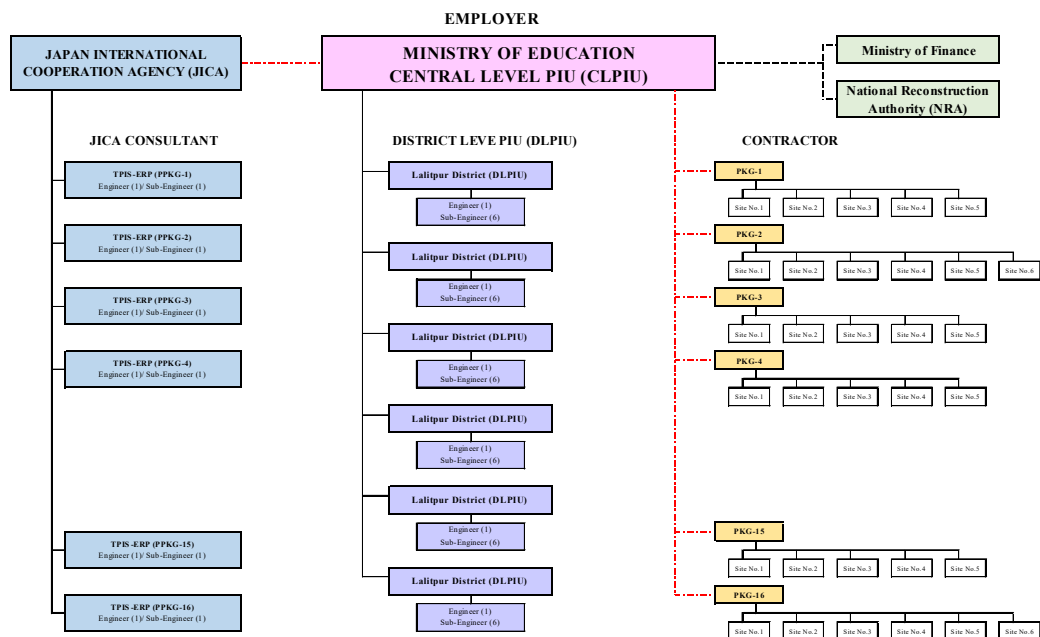 EMPLOYER
JAPAN INTERNATIONAL
COOPERATION AGENCY (JICA)
MINISTRY OF EDUCATION
CENTRAL LEVEL PIU (CLPIU)
Ministry of Finance
National Reconstruction
Authority (NRA)
JICA CONSULTANT
TPIS-ERP (PPKG-1)
Engineer (1)/ Sub-Engineer (1)
TPIS-ERP (PPKG-2)
Engineer (1)/ Sub-Engineer (1)
TPIS-ERP (PPKG-3)
Engineer (1)/ Sub-Engineer (1)
TPIS-ERP (PPKG-4)
Engineer (1)/ Sub-Engineer (1)
TPIS-ERP (PPKG-15)
Engineer (1)/ Sub-Engineer (1)
TPIS-ERP (PPKG-16)
Engineer (1)/ Sub-Engineer (1)
DISTRICT LEVE PIU (DLPIU)
Lalitpur District (DLPIU)
Engineer (1)
Sub-Engineer (6)
Lalitpur District (DLPIU)
Engineer (1)
Sub-Engineer (6)
Lalitpur District (DLPIU)
Engineer (1)
Sub-Engineer (6)
Lalitpur District (DLPIU)
Engineer (1)
Sub-Engineer (6)
Lalitpur District (DLPIU)
Engineer (1)
Sub-Engineer (6)
Lalitpur District (DLPIU)
Engineer (1)
Sub-Engineer (6)
CONTRACTOR
PKG-1
Site No.1 Site No.2 Site No.3 Site No.4 Site No.5
PKG-2
Site No.1 Site No.2 Site No.3 Site No.4 Site No.5 Site No.6
PKG-3
Site No.1 Site No.2 Site No.3 Site No.4 Site No.5
PKG-4
Site No.1 Site No.2 Site No.3 Site No.4 Site No.5
PKG-15
Site No.1 Site No.2 Site No.3 Site No.4 Site No.5
PKG-16
Site No.1 Site No.2 Site No.3 Site No.4 Site No.5 Site No.6